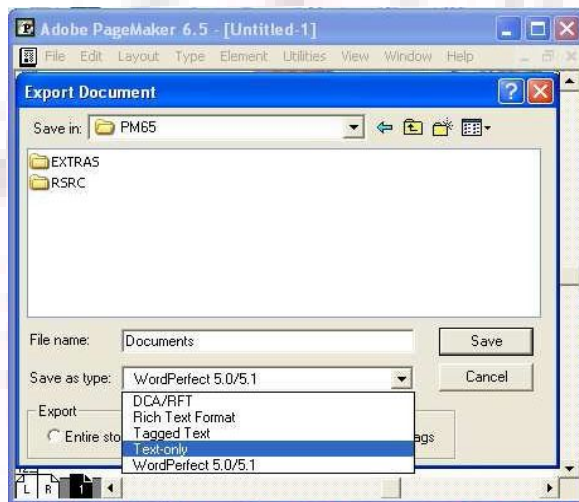 Adobe PageMaker 6.5 - [Untitled-1]
File Edit Layout Type Element Utilities View Window Help
Export Document
Save in: PM65
EXTRAS
RSRC
File name: Documents
Save
Save as type: WordPerfect 5.0/5.1
Cancel
DCA/RFT
Rich Text Format
Tagged Text
Text-only
WordPerfect 5.0/5.1
Export
Entire sto
ags
L R 1